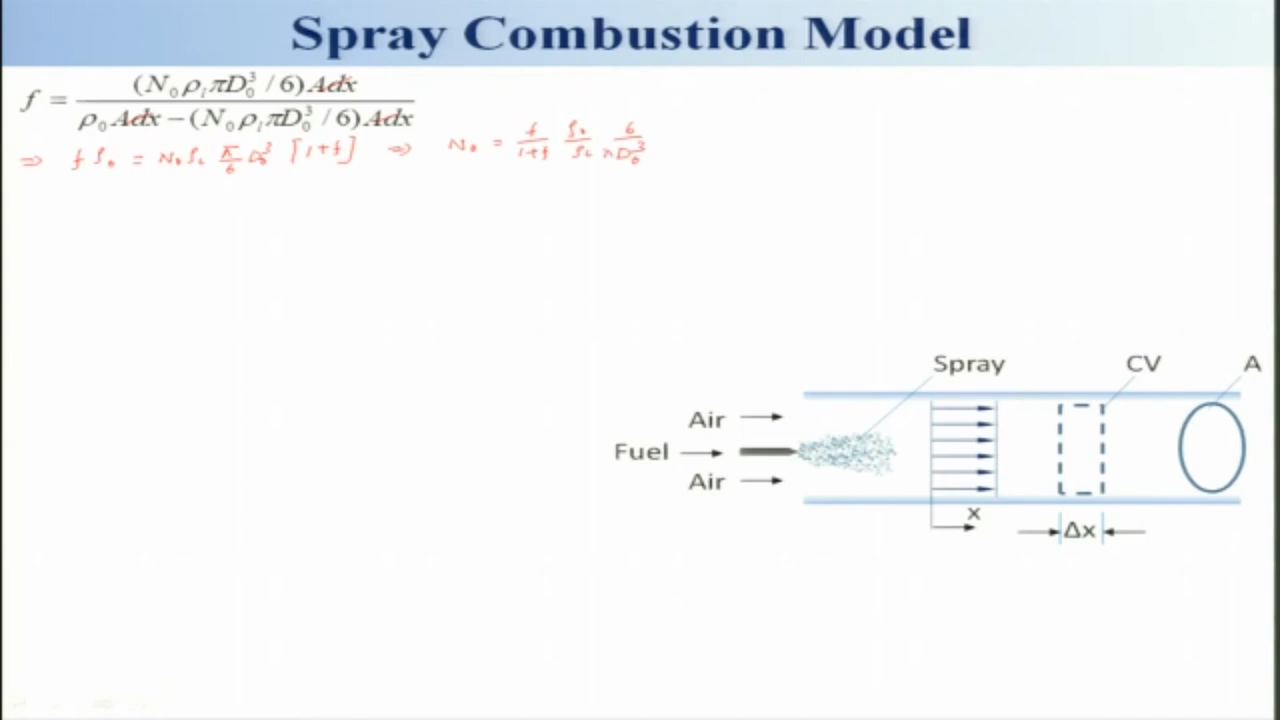 Spray Combustion Model
f = (N₀ρₗπD₀³ / 6)Adx / ρ₀Adx − (N₀ρₗπD₀³ / 6)Adx
⇒ f ρ₀ = N₀ ρL π/6 D₀³ [1+f] ⇒ N₀ = f/1+f ρ₀/ρL 6/πD₀³
Spray CV A
Air
Fuel
Air
x
Δx